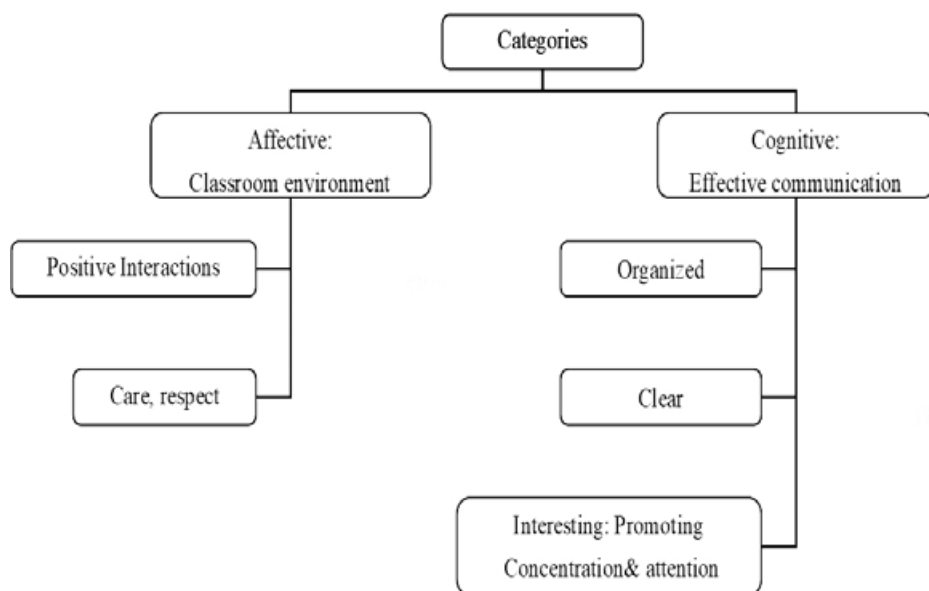 Categories
Affective:
Classroom environment
Cognitive:
Effective communication
Positive Interactions
Organized
Care, respect
Clear
Interesting: Promoting
Concentration& attention